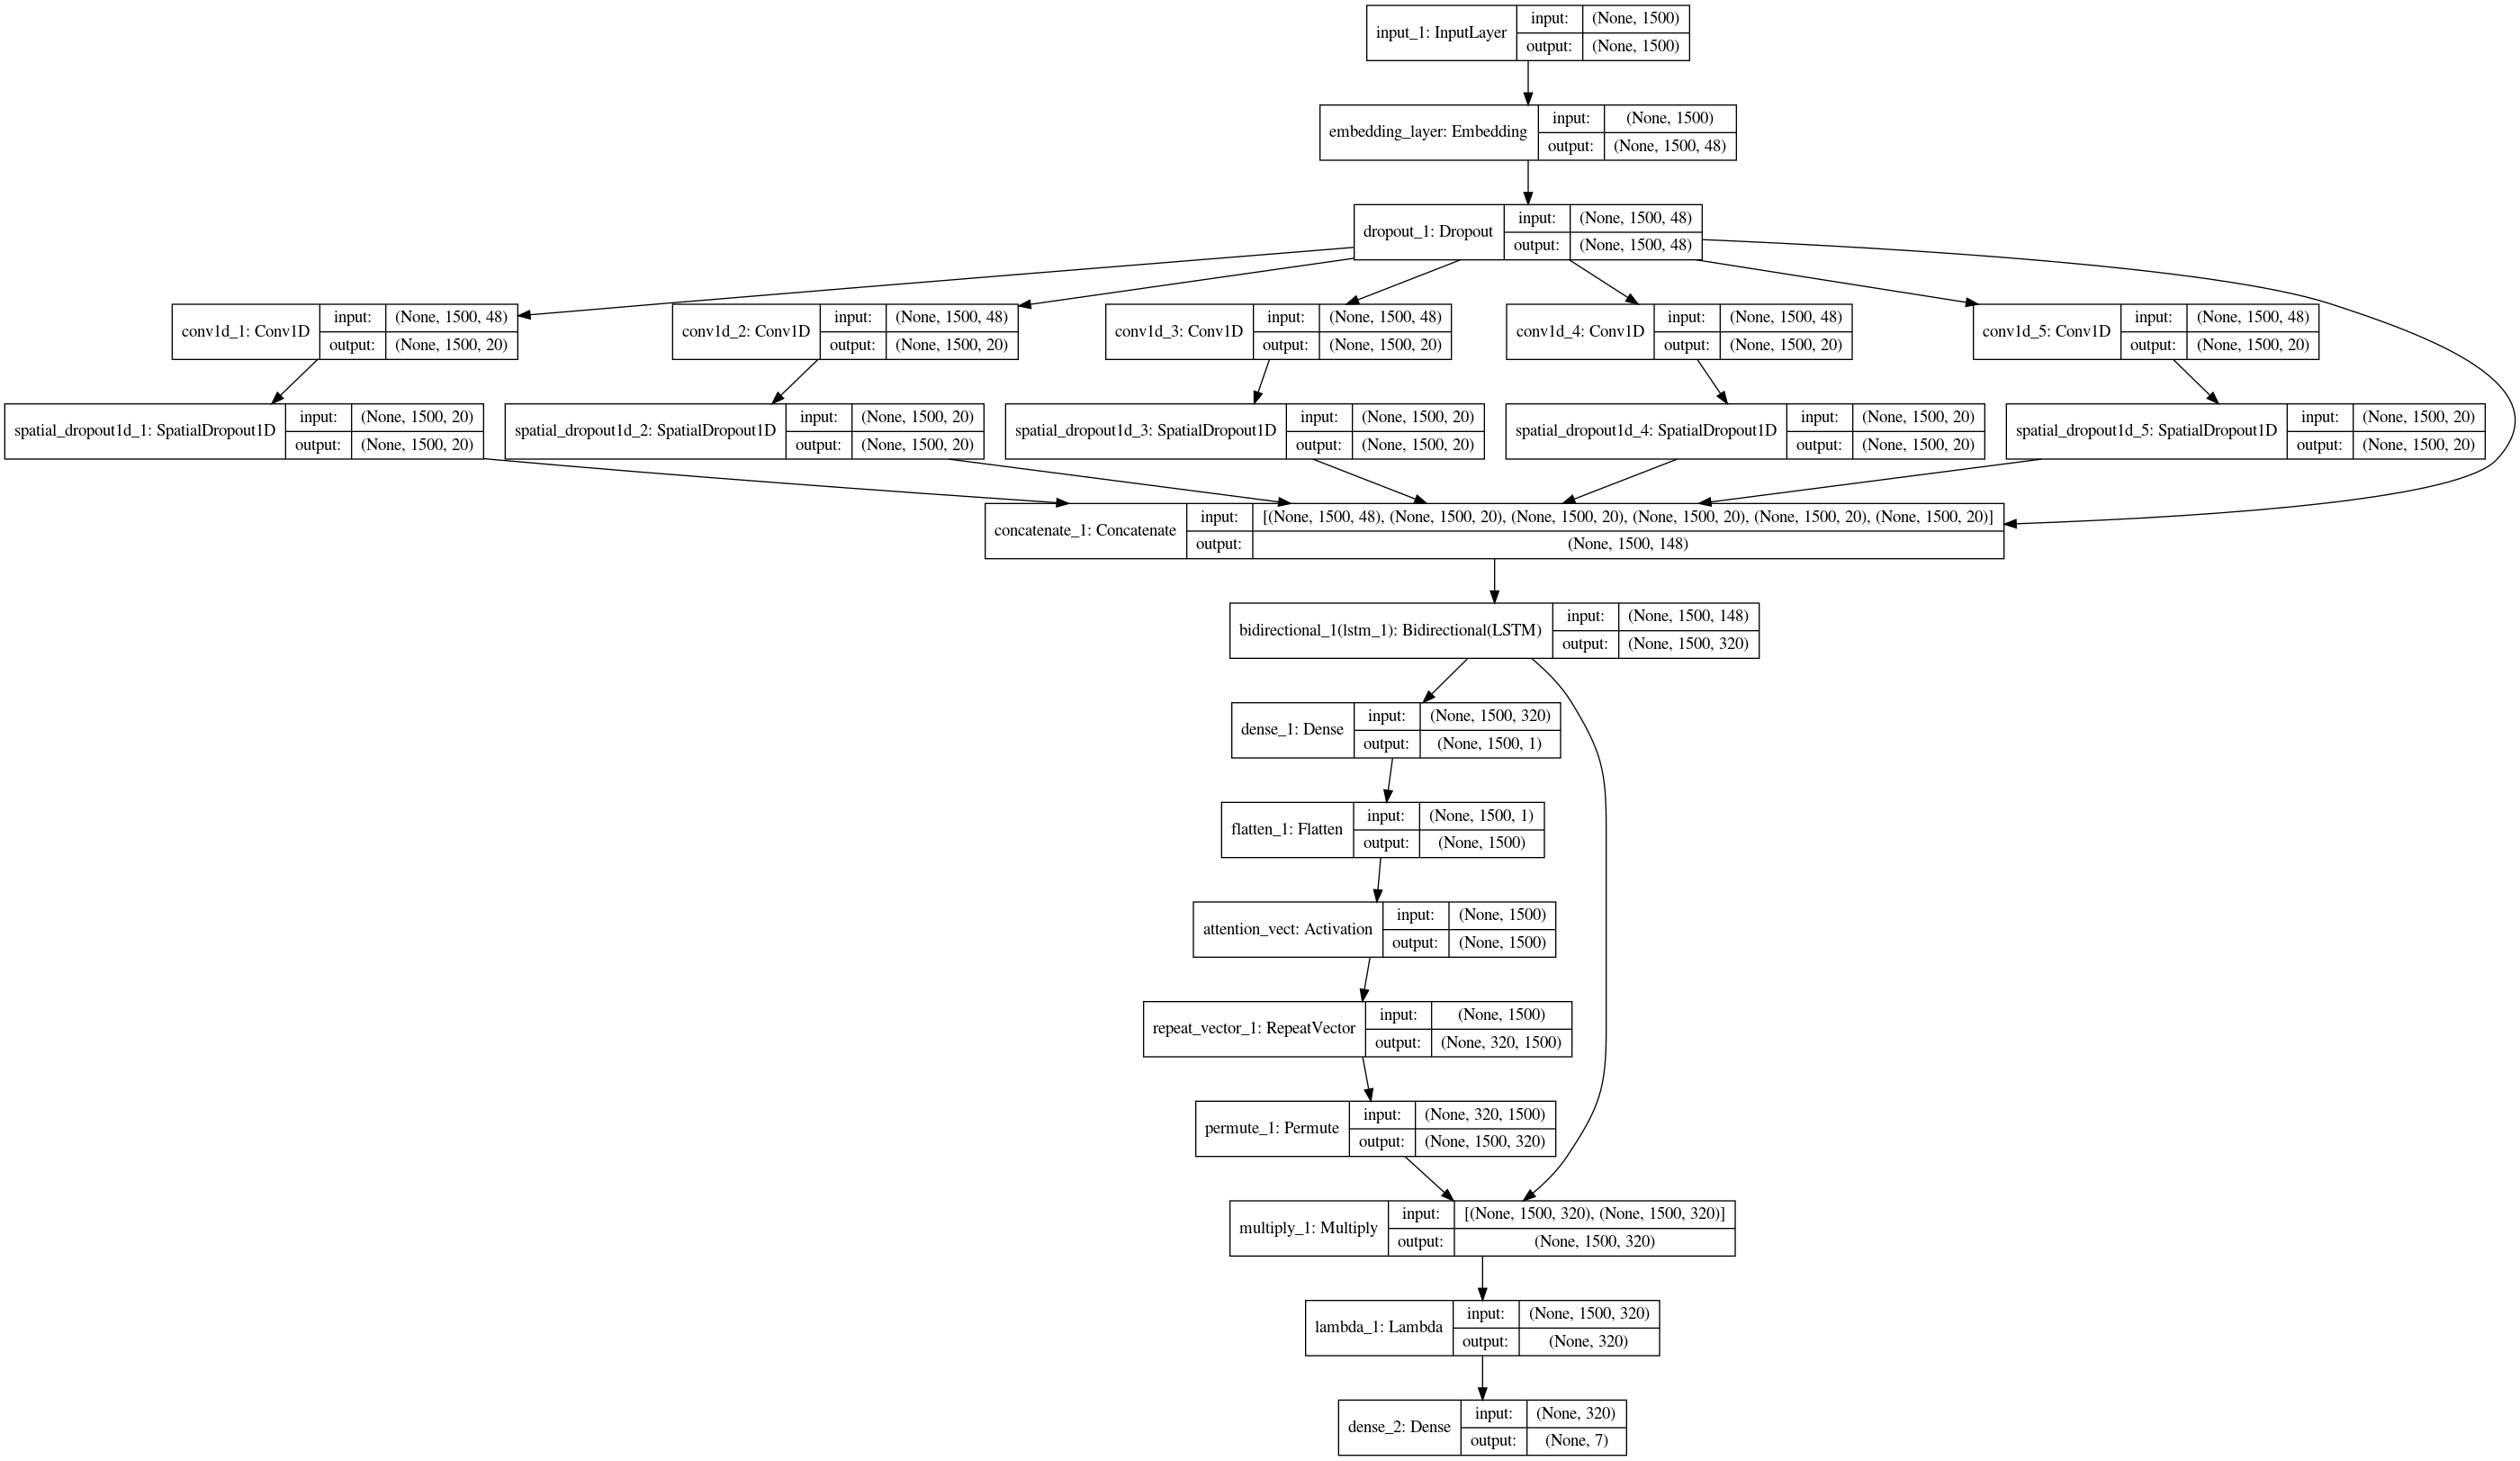 input_1: InputLayer
input: (None, 1500)
output: (None, 1500)
embedding_layer: Embedding
input: (None, 1500)
output: (None, 1500, 48)
dropout_1: Dropout
input: (None, 1500, 48)
output: (None, 1500, 48)
conv1d_1: Conv1D
input: (None, 1500, 48)
output: (None, 1500, 20)
conv1d_2: Conv1D
input: (None, 1500, 48)
output: (None, 1500, 20)
conv1d_3: Conv1D
input: (None, 1500, 48)
output: (None, 1500, 20)
conv1d_4: Conv1D
input: (None, 1500, 48)
output: (None, 1500, 20)
conv1d_5: Conv1D
input: (None, 1500, 48)
output: (None, 1500, 20)
spatial_dropout1d_1: SpatialDropout1D
input: (None, 1500, 20)
output: (None, 1500, 20)
spatial_dropout1d_2: SpatialDropout1D
input: (None, 1500, 20)
output: (None, 1500, 20)
spatial_dropout1d_3: SpatialDropout1D
input: (None, 1500, 20)
output: (None, 1500, 20)
spatial_dropout1d_4: SpatialDropout1D
input: (None, 1500, 20)
output: (None, 1500, 20)
spatial_dropout1d_5: SpatialDropout1D
input: (None, 1500, 20)
output: (None, 1500, 20)
concatenate_1: Concatenate
input: [(None, 1500, 48), (None, 1500, 20), (None, 1500, 20), (None, 1500, 20), (None, 1500, 20), (None, 1500, 20)]
output: (None, 1500, 148)
bidirectional_1(lstm_1): Bidirectional(LSTM)
input: (None, 1500, 148)
output: (None, 1500, 320)
dense_1: Dense
input: (None, 1500, 320)
output: (None, 1500, 1)
flatten_1: Flatten
input: (None, 1500, 1)
output: (None, 1500)
attention_vect: Activation
input: (None, 1500)
output: (None, 1500)
repeat_vector_1: RepeatVector
input: (None, 1500)
output: (None, 320, 1500)
permute_1: Permute
input: (None, 320, 1500)
output: (None, 1500, 320)
multiply_1: Multiply
input: [(None, 1500, 320), (None, 1500, 320)]
output: (None, 1500, 320)
lambda_1: Lambda
input: (None, 1500, 320)
output: (None, 320)
dense_2: Dense
input: (None, 320)
output: (None, 7)